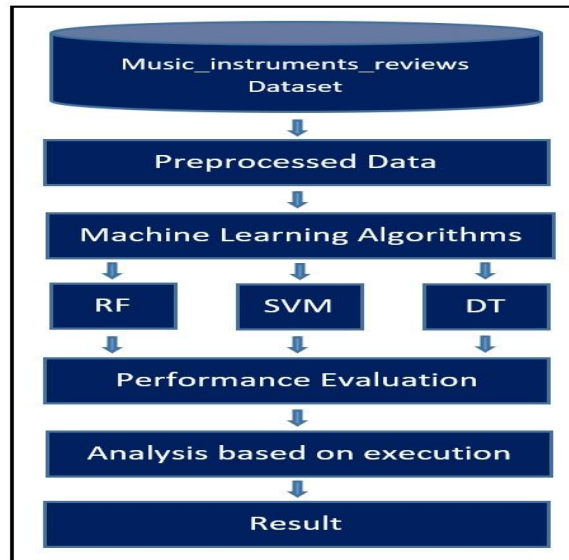 Music_instruments_reviews
Dataset
Preprocessed Data
Machine Learning Algorithms
RF SVM DT
Performance Evaluation
Analysis based on execution
Result